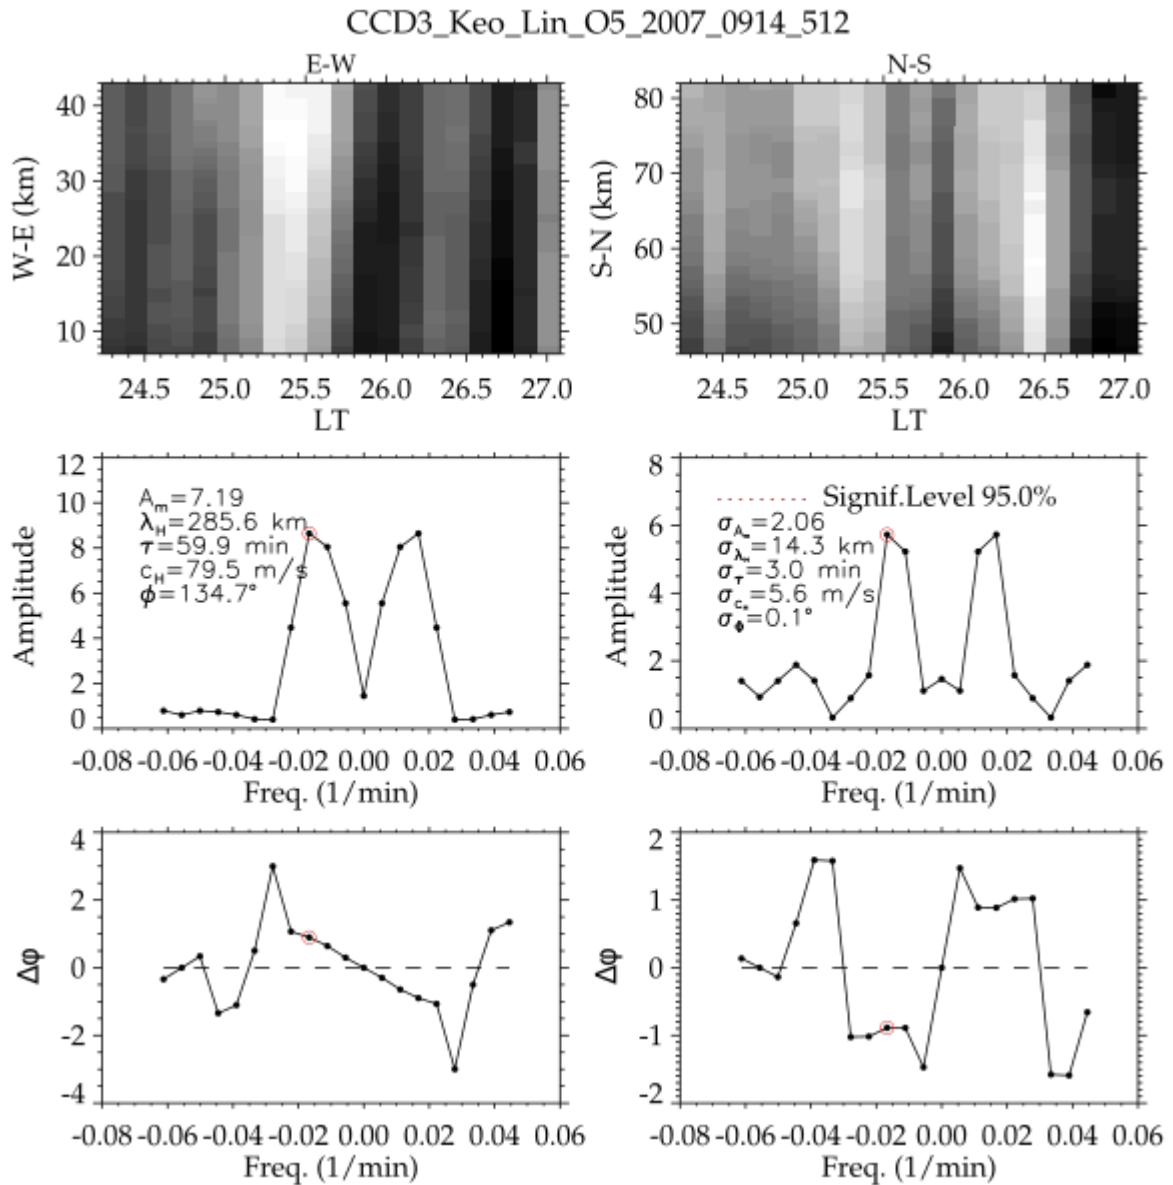 CCD3_Keo_Lin_O5_2007_0914_512
E-W
N-S
W-E (km)
40
30
20
10
24.5 25.0 25.5 26.0 26.5 27.0
LT
S-N (km)
80
70
60
50
24.5 25.0 25.5 26.0 26.5 27.0
LT
Amplitude
12
10
8
6
4
2
0
A_m=7.19
λ_H=285.6 km
τ=59.9 min
c_H=79.5 m/s
ϕ=134.7°
-0.08 -0.06 -0.04 -0.02 0.00 0.02 0.04 0.06
Freq. (1/min)
Amplitude
8
6
4
2
0
Signif.Level 95.0%
σ_A_m=2.06
σ_λ_H=14.3 km
σ_τ=3.0 min
σ_c_H=5.6 m/s
σ_ϕ=0.1°
-0.08 -0.06 -0.04 -0.02 0.00 0.02 0.04 0.06
Freq. (1/min)
Δφ
4
2
0
-2
-4
-0.08 -0.06 -0.04 -0.02 0.00 0.02 0.04 0.06
Freq. (1/min)
Δφ
2
1
0
-1
-2
-0.08 -0.06 -0.04 -0.02 0.00 0.02 0.04 0.06
Freq. (1/min)